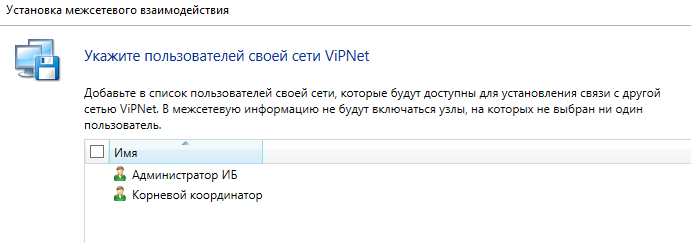 Установка межсетевого взаимодействия
Укажите пользователей своей сети ViPNet
Добавьте в список пользователей своей сети, которые будут доступны для установления связи с другой
сетью ViPNet. В межсетевую информацию не будут включаться узлы, на которых не выбран ни один
пользователь.
Имя
Администратор ИБ
Корневой координатор